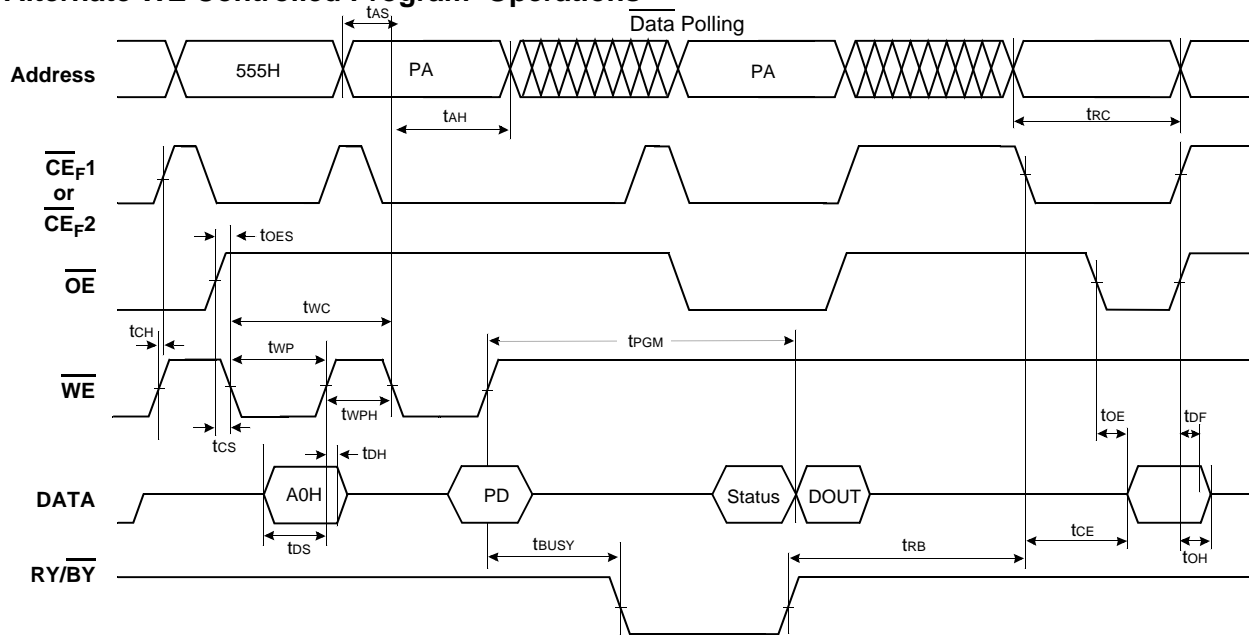 Alternate WE Controlled Program Operations
tAS
Data Polling
Address
555H
PA
PA
tAH
tRC
CEF1
or
CEF2
tOES
OE
tWC
tCH
tWP
tPGM
WE
tWPH
tOE
tDF
tCS
tDH
DATA
A0H
PD
Status
DOUT
tDS
tBUSY
tRB
tCE
tOH
RY/BY